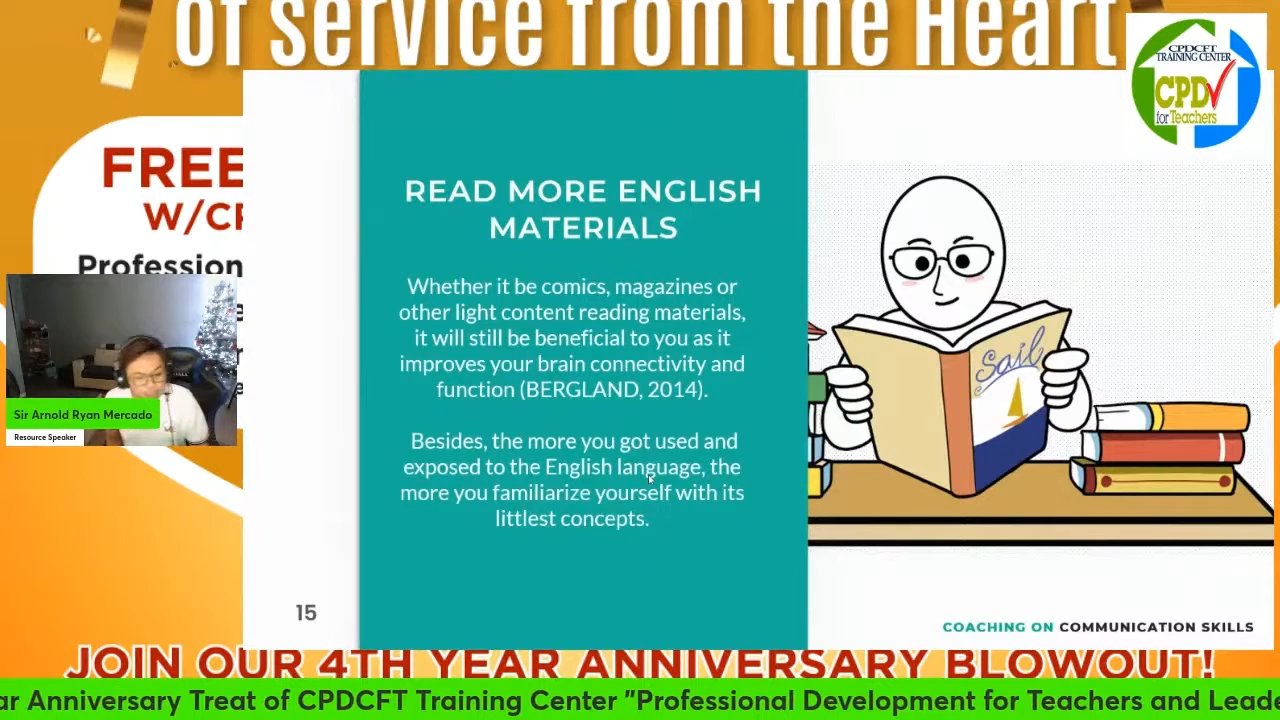 of service from the Heart
CPDCFT
TRAINING CENTER
CPD
for Teachers
FREE
W/CP
Profession
READ MORE ENGLISH
MATERIALS
Whether it be comics, magazines or
other light content reading materials,
it will still be beneficial to you as it
improves your brain connectivity and
function (BERGLAND, 2014).
Besides, the more you got used and
exposed to the English language, the
more you familiarize yourself with its
littlest concepts.
Sail
Sir Arnold Ryan Mercado
Resource Speaker
15
COACHING ON COMMUNICATION SKILLS
JOIN OUR 4TH YEAR ANNIVERSARY BLOWOUT!
ar Anniversary Treat of CPDCFT Training Center "Professional Development for Teachers and Leade